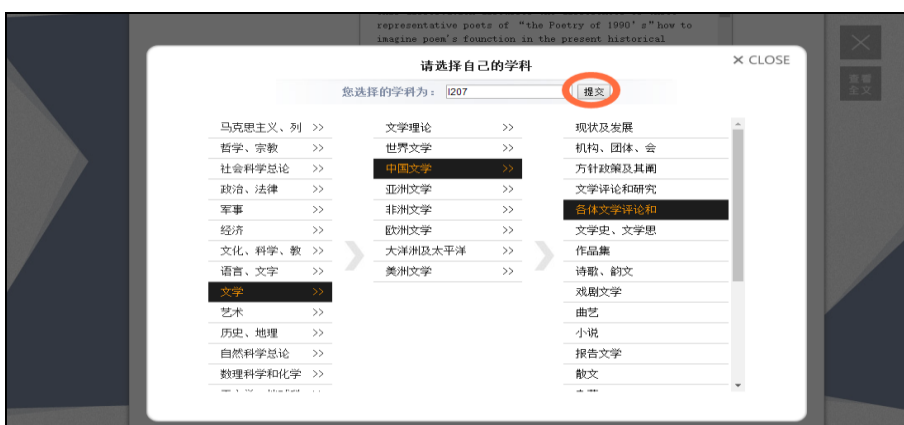 representative poets of “the Poetry of 1990’s”how to
imagine poem's founction in the present historical
请选择自己的学科
× CLOSE
您选择的学科为： I207 提交
查看
全文
马克思主义、列 >>
哲学、宗教 >>
社会科学总论 >>
政治、法律 >>
军事 >>
经济 >>
文化、科学、教 >>
语言、文字 >>
文学 >>
艺术 >>
历史、地理 >>
自然科学总论 >>
数理科学和化学 >>
文学理论 >>
世界文学 >>
中国文学 >>
亚洲文学 >>
非洲文学 >>
欧洲文学 >>
大洋洲及太平洋 >>
美洲文学 >>
现状及发展
机构、团体、会
方针政策及其阐
文学评论和研究
各体文学评论和
文学史、文学思
作品集
诗歌、韵文
戏剧文学
曲艺
小说
报告文学
散文